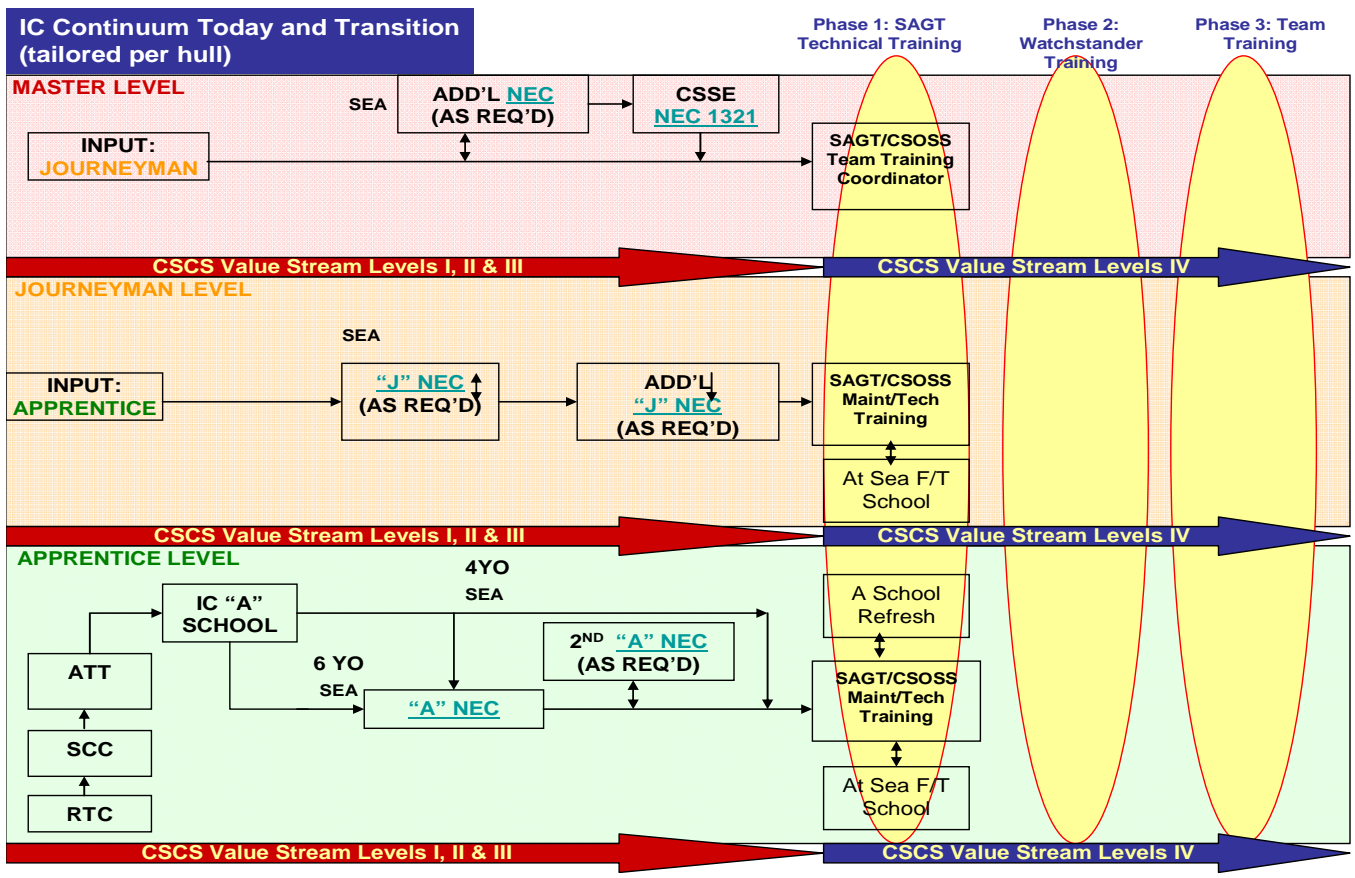 IC Continuum Today and Transition
(tailored per hull)
Phase 1: SAGT
Technical Training
Phase 2:
Watchstander
Training
Phase 3: Team
Training
MASTER LEVEL
SEA
ADD’L NEC
(AS REQ’D)
CSSE
NEC 1321
INPUT:
JOURNEYMAN
SAGT/CSOSS
Team Training
Coordinator
CSCS Value Stream Levels I, II & III
CSCS Value Stream Levels IV
JOURNEYMAN LEVEL
SEA
INPUT:
APPRENTICE
“J” NEC
(AS REQ’D)
ADD’L
“J” NEC
(AS REQ’D)
SAGT/CSOSS
Maint/Tech
Training
At Sea F/T
School
CSCS Value Stream Levels I, II & III
CSCS Value Stream Levels IV
APPRENTICE LEVEL
4YO
SEA
IC “A”
SCHOOL
A School
Refresh
2ND “A” NEC
(AS REQ’D)
ATT
6 YO
SEA
“A” NEC
SAGT/CSOSS
Maint/Tech
Training
SCC
RTC
At Sea F/T
School
CSCS Value Stream Levels I, II & III
CSCS Value Stream Levels IV